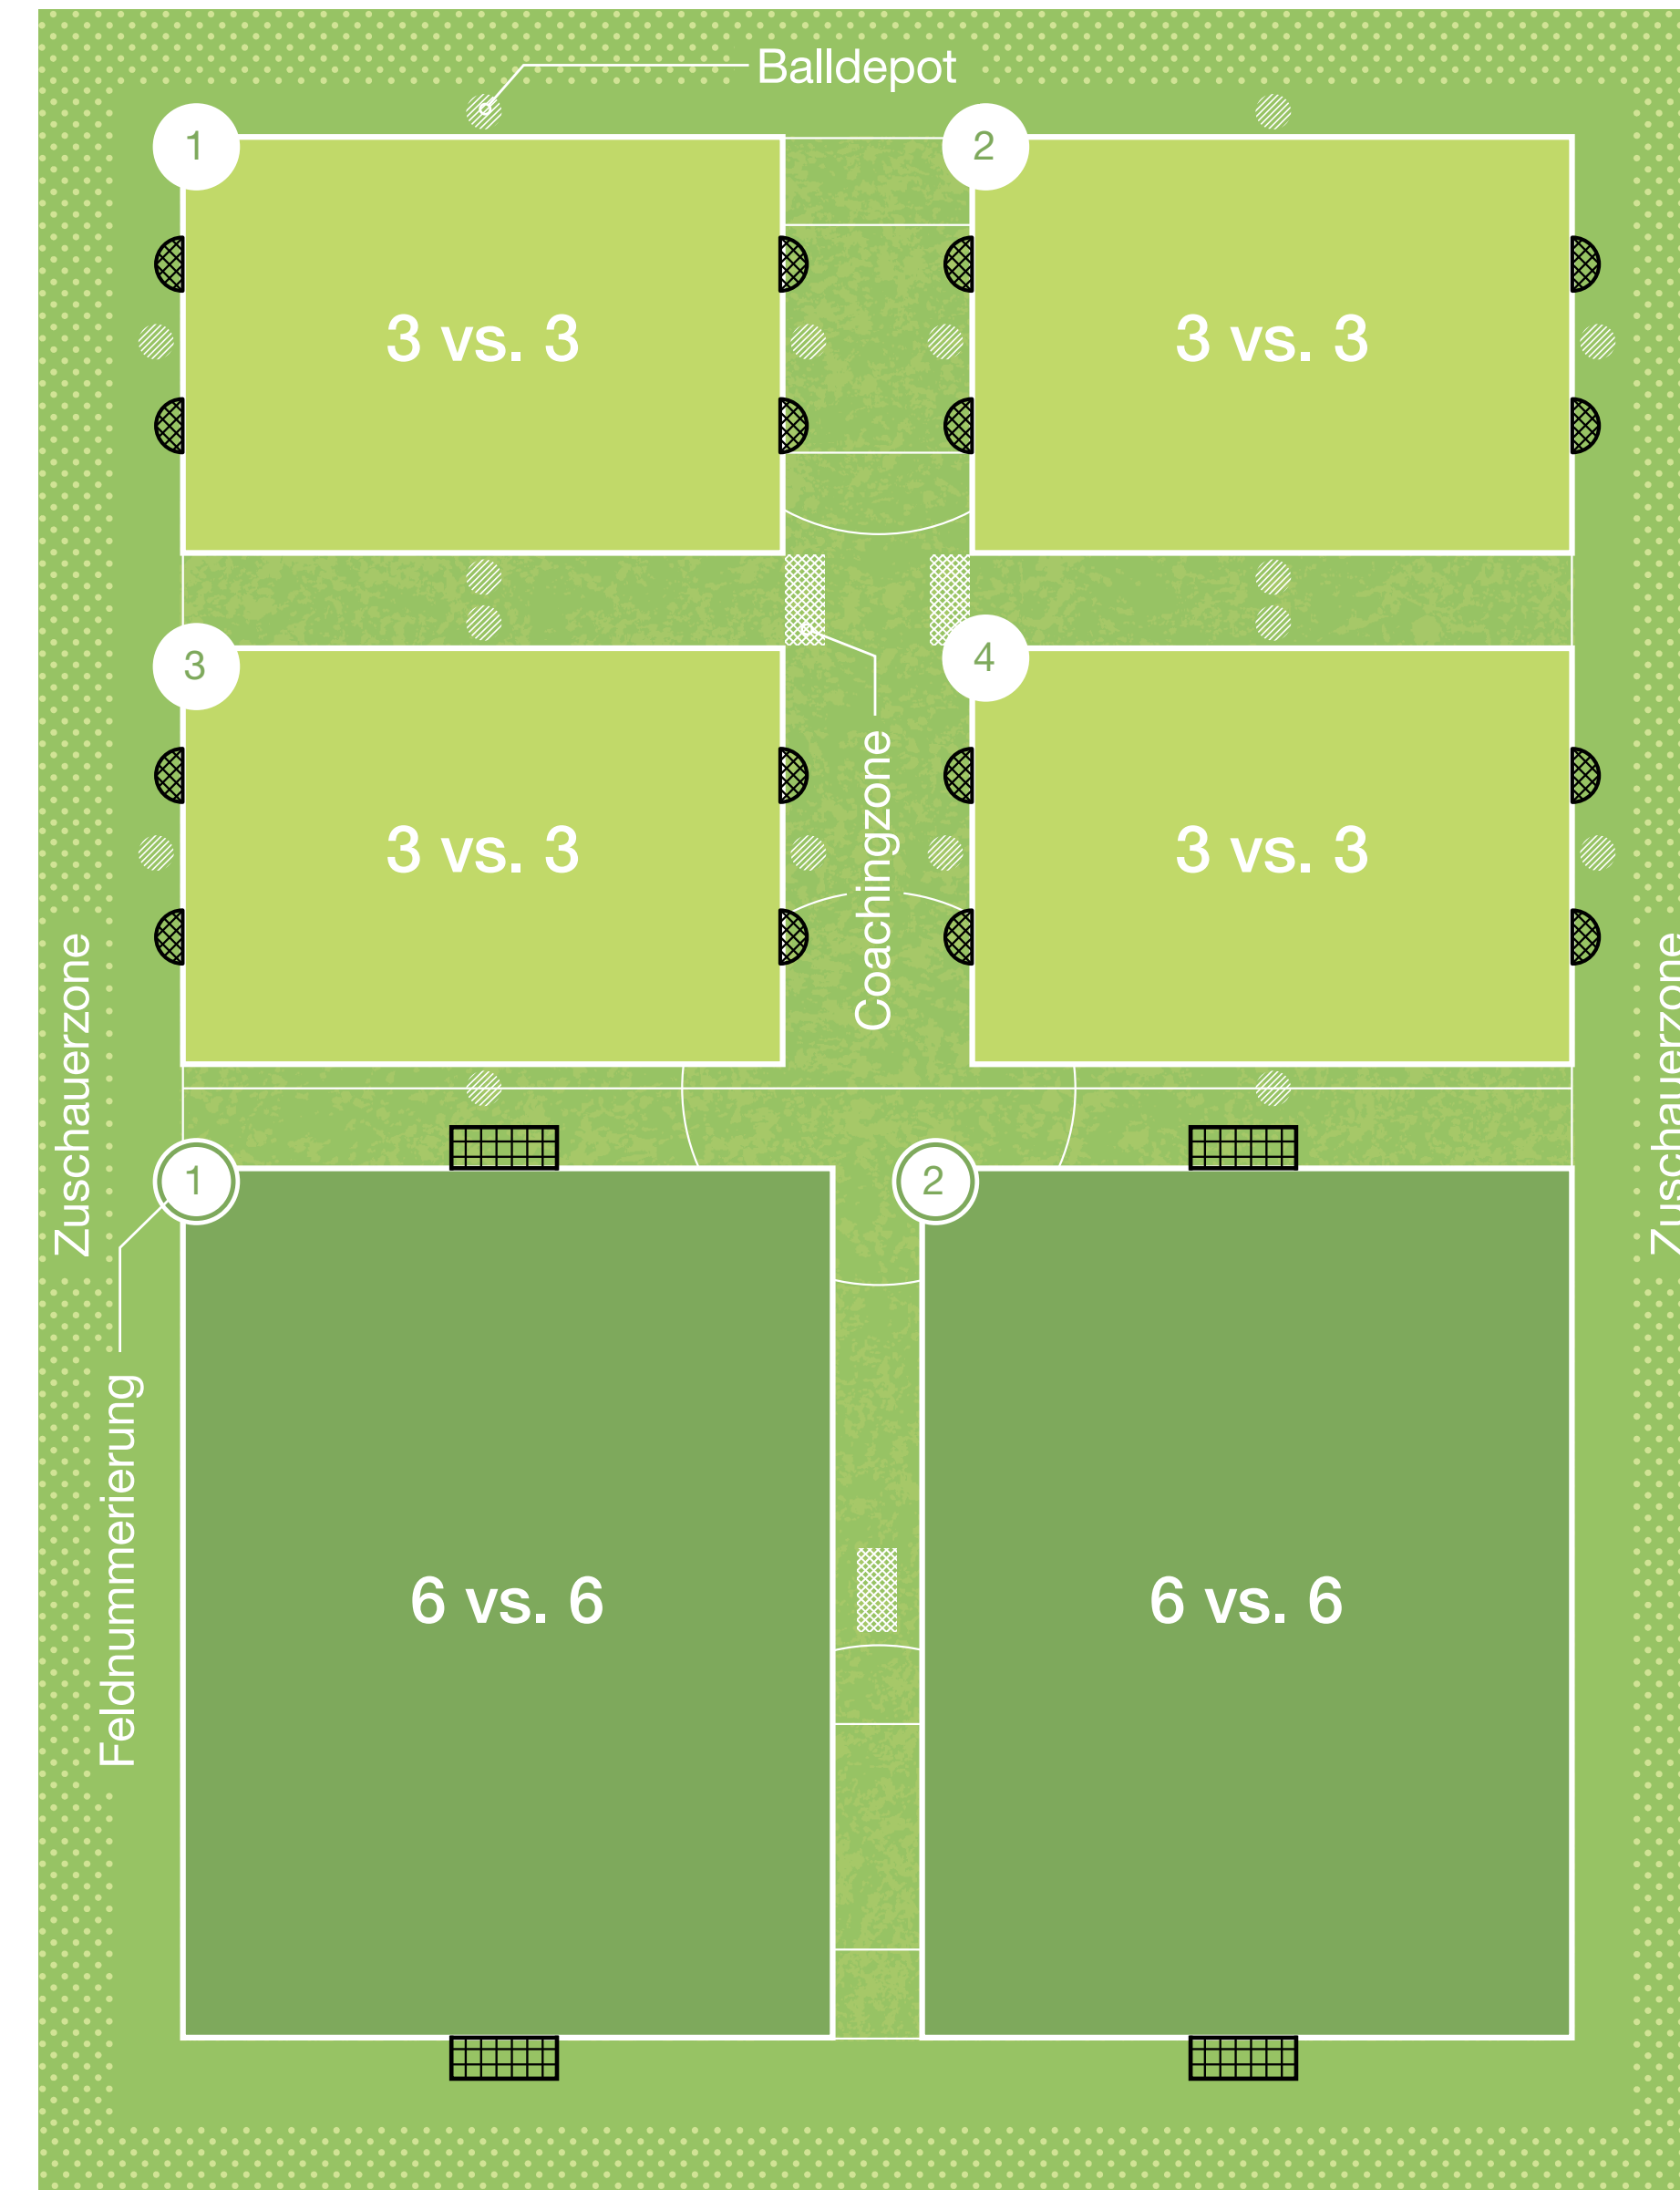 Balldepot
1
2
3 vs. 3
3 vs. 3
3
4
Coachingzone
3 vs. 3
3 vs. 3
Zuschauerzone
Zuschauerzone
1
2
Feldnummerierung
6 vs. 6
6 vs. 6